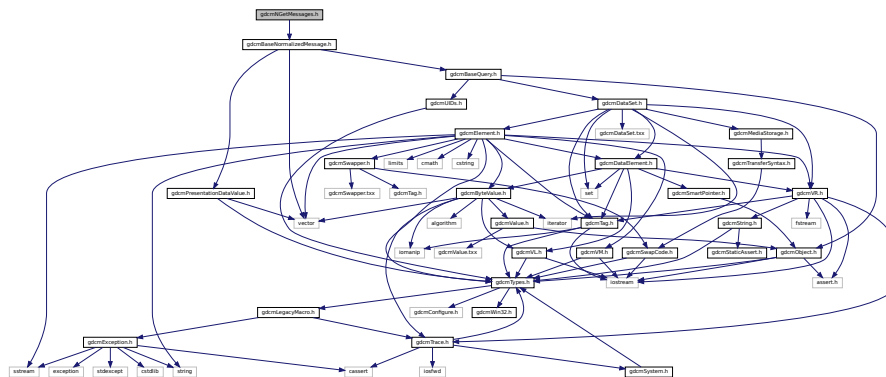 gdcmNGetMessages.h
gdcmBaseNormalizedMessage.h
gdcmBaseQuery.h
gdcmUIDs.h
gdcmDataSet.h
gdcmElement.h
gdcmDataSet.txx
gdcmMediaStorage.h
gdcmSwapper.h
limits
cmath
cstring
gdcmDataElement.h
gdcmTransferSyntax.h
gdcmPresentationDataValue.h
gdcmSwapper.txx
gdcmTag.h
gdcmByteValue.h
set
gdcmSmartPointer.h
gdcmVR.h
vector
algorithm
gdcmValue.h
iterator
gdcmTag.h
gdcmString.h
fstream
iomanip
gdcmValue.txx
gdcmVL.h
gdcmVM.h
gdcmSwapCode.h
gdcmStaticAssert.h
gdcmObject.h
gdcmTypes.h
iostream
assert.h
gdcmLegacyMacro.h
gdcmConfigure.h
gdcmWin32.h
gdcmException.h
gdcmTrace.h
sstream
exception
stdexcept
cstdlib
string
cassert
iosfwd
gdcmSystem.h